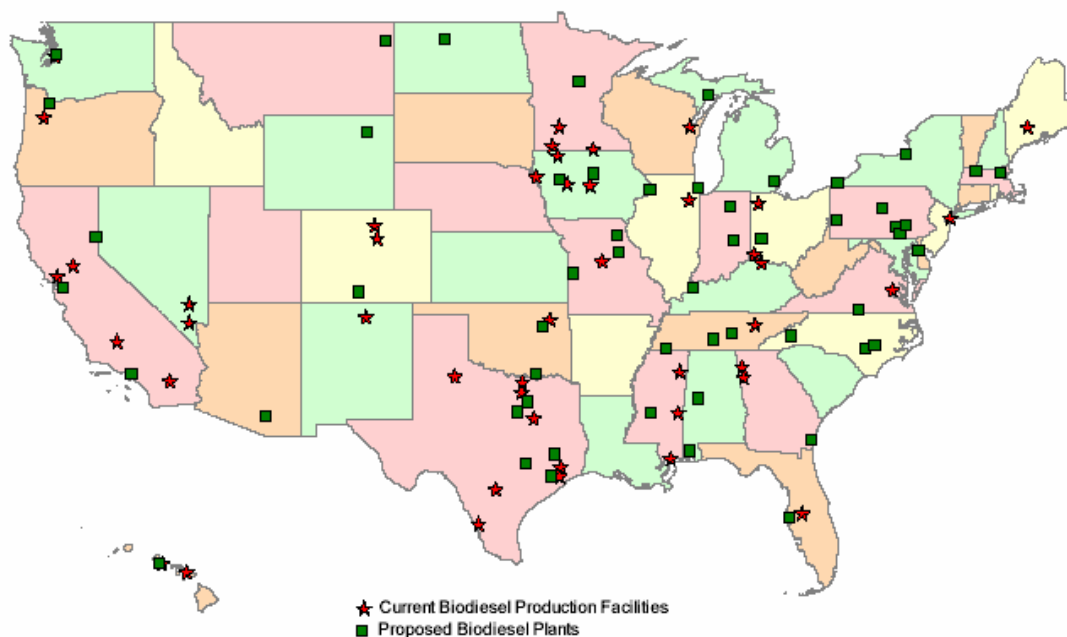 Current Biodiesel Production Facilities
Proposed Biodiesel Plants